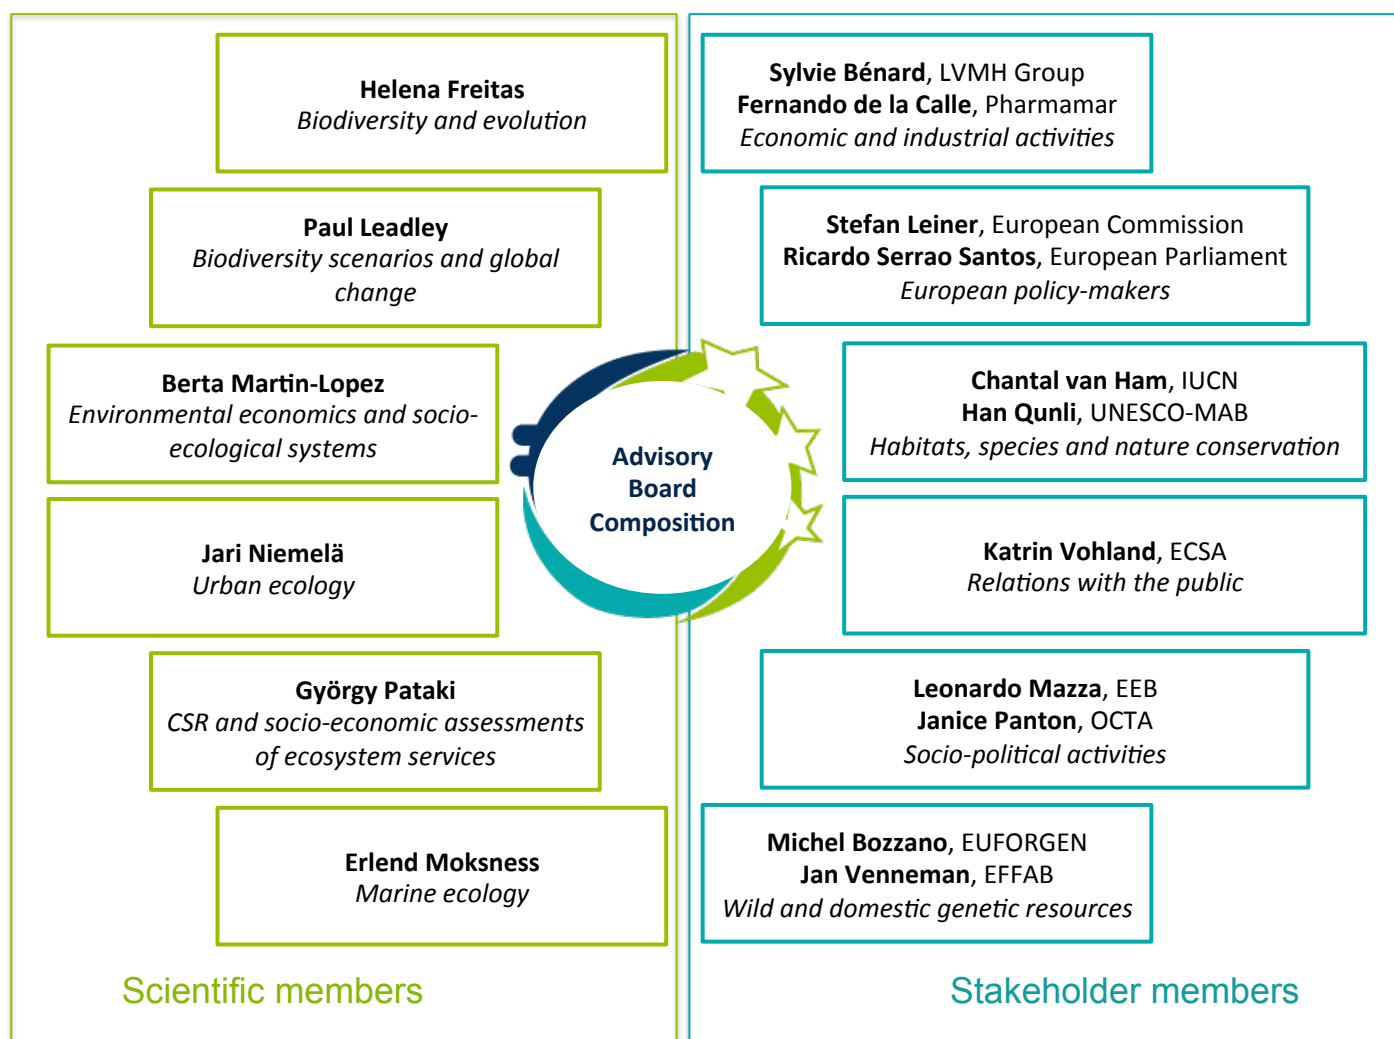 Helena Freitas
Biodiversity and evolution
Paul Leadley
Biodiversity scenarios and global
change
Berta Martin-Lopez
Environmental economics and socio-
ecological systems
Jari Niemelä
Urban ecology
György Pataki
CSR and socio-economic assessments
of ecosystem services
Erlend Moksness
Marine ecology
Scientific members
Advisory
Board
Composition
Sylvie Bénard, LVMH Group
Fernando de la Calle, Pharmamar
Economic and industrial activities
Stefan Leiner, European Commission
Ricardo Serrao Santos, European Parliament
European policy-makers
Chantal van Ham, IUCN
Han Qunli, UNESCO-MAB
Habitats, species and nature conservation
Katrin Vohland, ECSA
Relations with the public
Leonardo Mazza, EEB
Janice Panton, OCTA
Socio-political activities
Michel Bozzano, EUFORGEN
Jan Venneman, EFFAB
Wild and domestic genetic resources
Stakeholder members